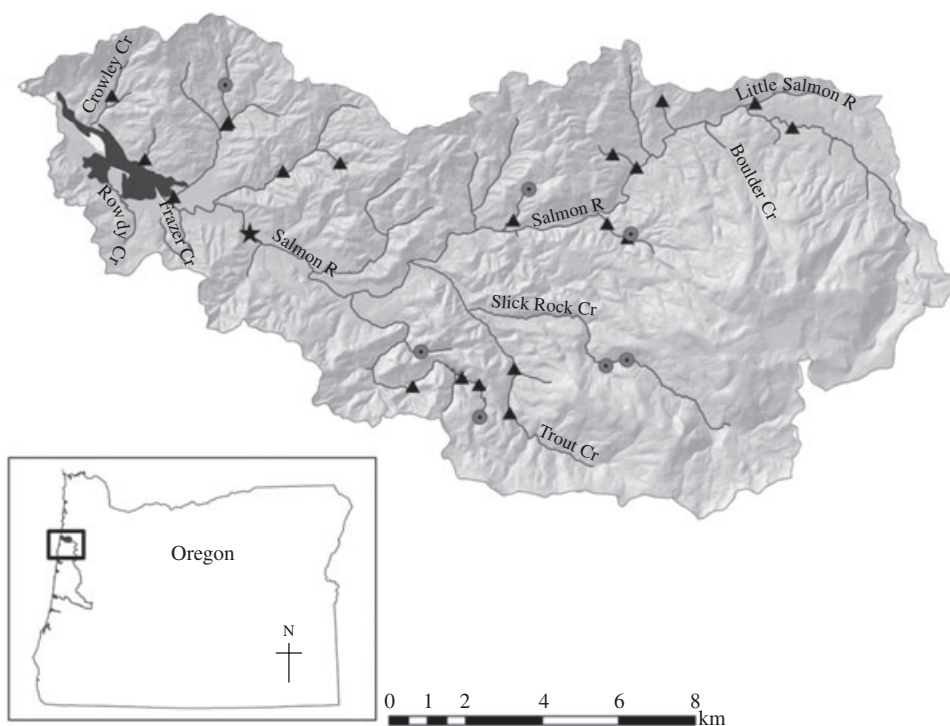 Crowley Cr
Little Salmon R
Boulder Cr
Rowdy Cr
Frazer Cr
Salmon R
Salmon R
Slick Rock Cr
Trout Cr
Oregon
N
0 1 2 4 6 8
km